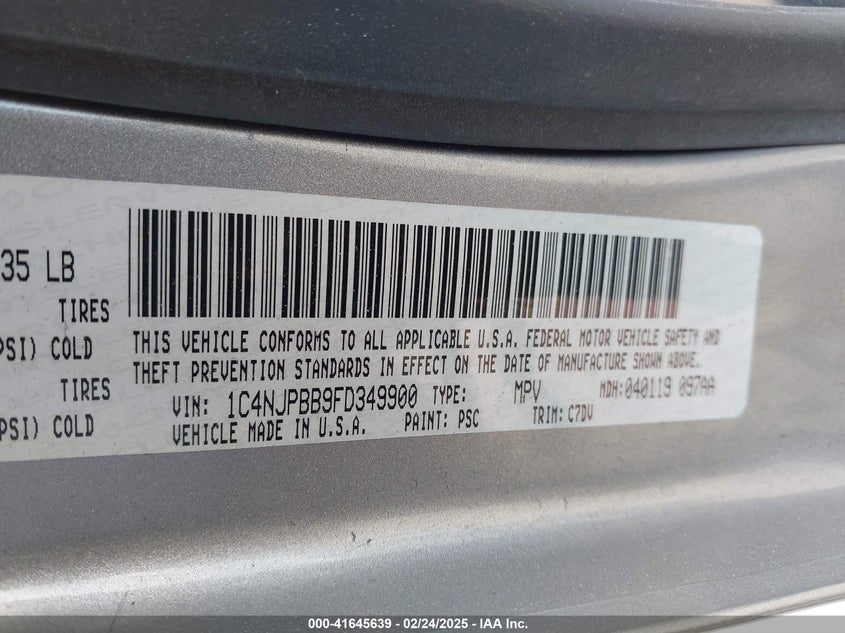 35 LB
TIRES
PSI) COLD
TIRES
PSI) COLD
THIS VEHICLE CONFORMS TO ALL APPLICABLE U.S.A. FEDERAL MOTOR VEHICLE SAFETY AND
THEFT PREVENTION STANDARDS IN EFFECT ON THE DATE OF MANUFACTURE SHOWN ABOVE.
VIN: 1C4NJPBB9FD349900 TYPE: MPV MDH:040119 097AA
VEHICLE MADE IN U.S.A. PAINT: PSC TRIM: C7DV
000-41645639 / 02/24/2025 - IAA Inc.